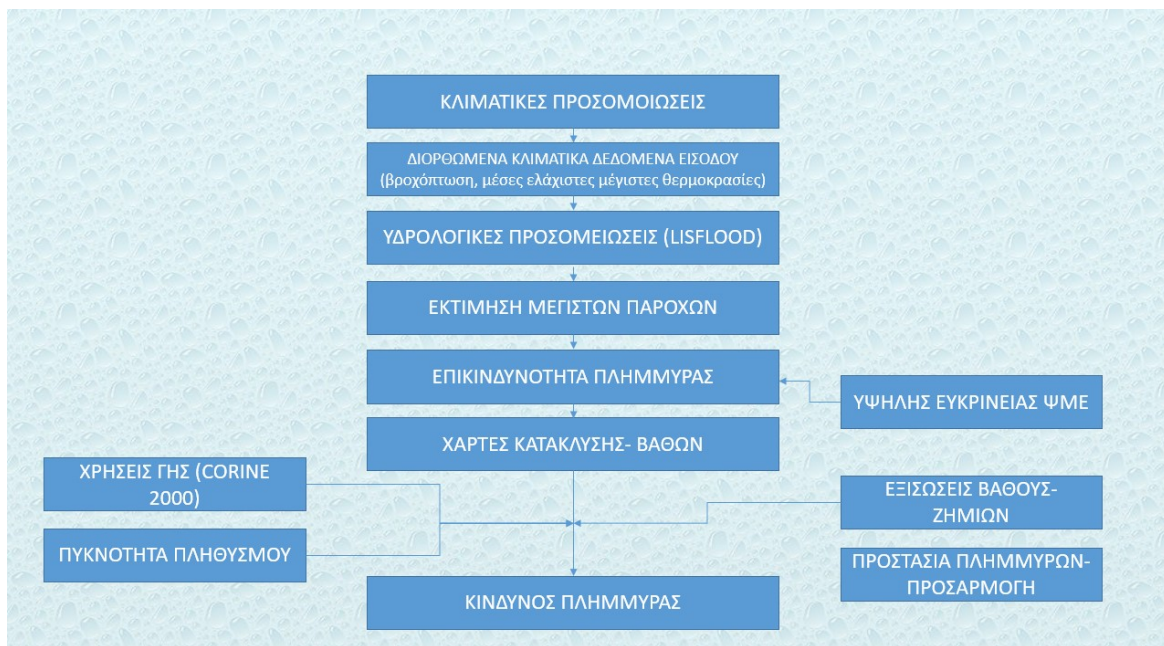 ΚΛΙΜΑΤΙΚΕΣ ΠΡΟΣΟΜΟΙΩΣΕΙΣ
ΔΙΟΡΘΩΜΕΝΑ ΚΛΙΜΑΤΙΚΑ ΔΕΔΟΜΕΝΑ ΕΙΣΟΔΟΥ
(βροχόπτωση, μέσες ελάχιστες μέγιστες θερμοκρασίες)
ΥΔΡΟΛΟΓΙΚΕΣ ΠΡΟΣΟΜΕΙΩΣΕΙΣ (LISFLOOD)
ΕΚΤΙΜΗΣΗ ΜΕΓΙΣΤΩΝ ΠΑΡΟΧΩΝ
ΕΠΙΚΙΝΔΥΝΟΤΗΤΑ ΠΛΗΜΜΥΡΑΣ
ΥΨΗΛΗΣ ΕΥΚΡΙΝΕΙΑΣ ΨΜΕ
ΧΑΡΤΕΣ ΚΑΤΑΚΛΥΣΗΣ- ΒΑΘΩΝ
ΧΡΗΣΕΙΣ ΓΗΣ (CORINE
2000)
ΕΞΙΣΩΣΕΙΣ ΒΑΘΟΥΣ-
ΖΗΜΙΩΝ
ΠΥΚΝΟΤΗΤΑ ΠΛΗΘΥΣΜΟΥ
ΠΡΟΣΤΑΣΙΑ ΠΛΗΜΜΥΡΩΝ-
ΠΡΟΣΑΡΜΟΓΗ
ΚΙΝΔΥΝΟΣ ΠΛΗΜΜΥΡΑΣ